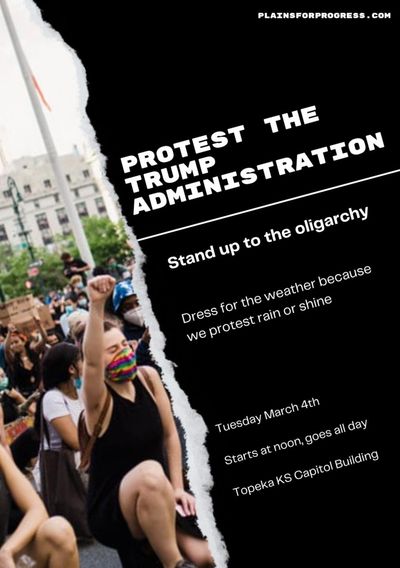 PLAINSFORPROGRESS.COM
PROTEST THE
TRUMP
ADMINISTRATION
Stand up to the oligarchy
Dress for the weather because
we protest rain or shine
Tuesday March 4th
Starts at noon, goes all day
Topeka KS Capitol Building